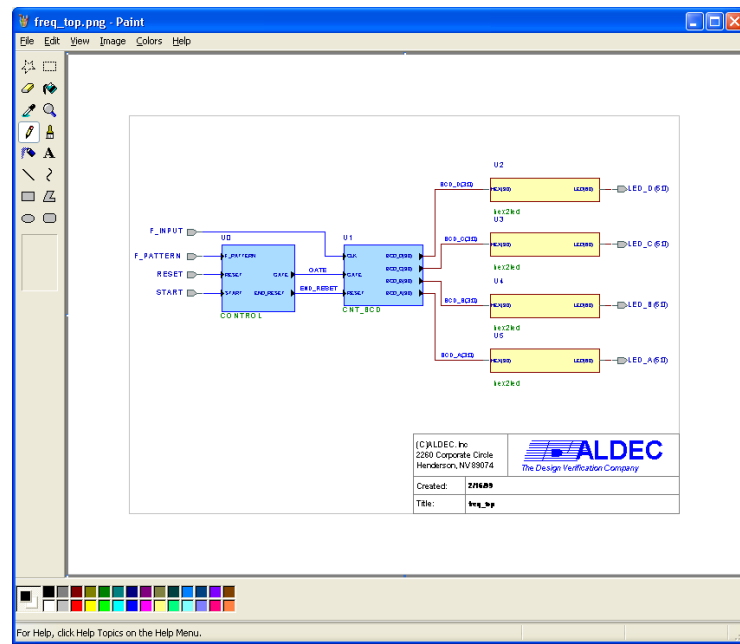 freq_top.png - Paint
File Edit View Image Colors Help
U2
BCD_D(3:0)
HEX(3:0) LED(6:0)
LED_D(6:0)
hex2led
U3
BCD_C(3:0)
HEX(3:0) LED(6:0)
LED_C(6:0)
hex2led
F_INPUT
U0
U1
F_PATTERN
F_PATTERN
CLK
BCD_D(3:0)
BCD_C(3:0)
RESET
RESET
GATE
GATE
GATE
BCD_B(3:0)
START
START
END_RESET
END_RESET
RESET
BCD_A(3:0)
CONTROL
CNT_BCD
U4
BCD_B(3:0)
HEX(3:0) LED(6:0)
LED_B(6:0)
hex2led
U5
BCD_A(3:0)
HEX(3:0) LED(6:0)
LED_A(6:0)
hex2led
(C)ALDEC. Inc
2260 Corporate Circle
Henderson, NV 89074
ALDEC
The Design Verification Company
Created: 2/16/99
Title: freq_top
For Help, click Help Topics on the Help Menu.